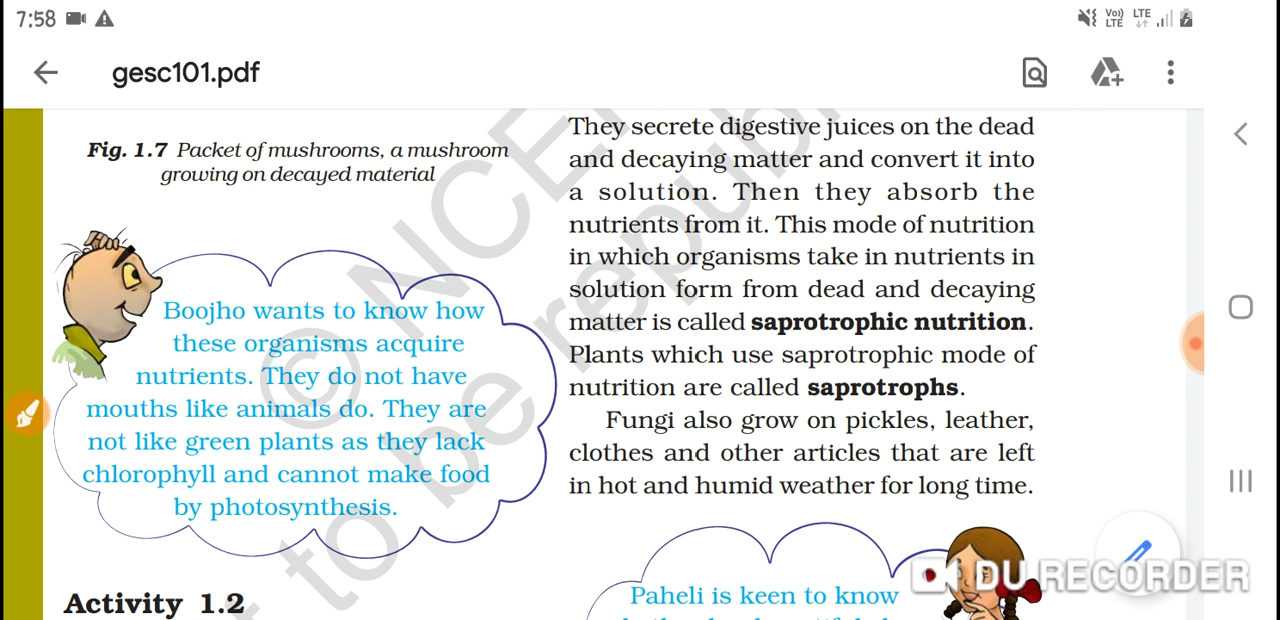 7:58
Vo)) LTE
LTE
gesc101.pdf
Fig. 1.7 Packet of mushrooms, a mushroom
growing on decayed material
Boojho wants to know how
these organisms acquire
nutrients. They do not have
mouths like animals do. They are
not like green plants as they lack
chlorophyll and cannot make food
by photosynthesis.
Activity 1.2
They secrete digestive juices on the dead
and decaying matter and convert it into
a solution. Then they absorb the
nutrients from it. This mode of nutrition
in which organisms take in nutrients in
solution form from dead and decaying
matter is called saprotrophic nutrition.
Plants which use saprotrophic mode of
nutrition are called saprotrophs.
Fungi also grow on pickles, leather,
clothes and other articles that are left
in hot and humid weather for long time.
Paheli is keen to know
© NCE
to be republ
DU RECORDER